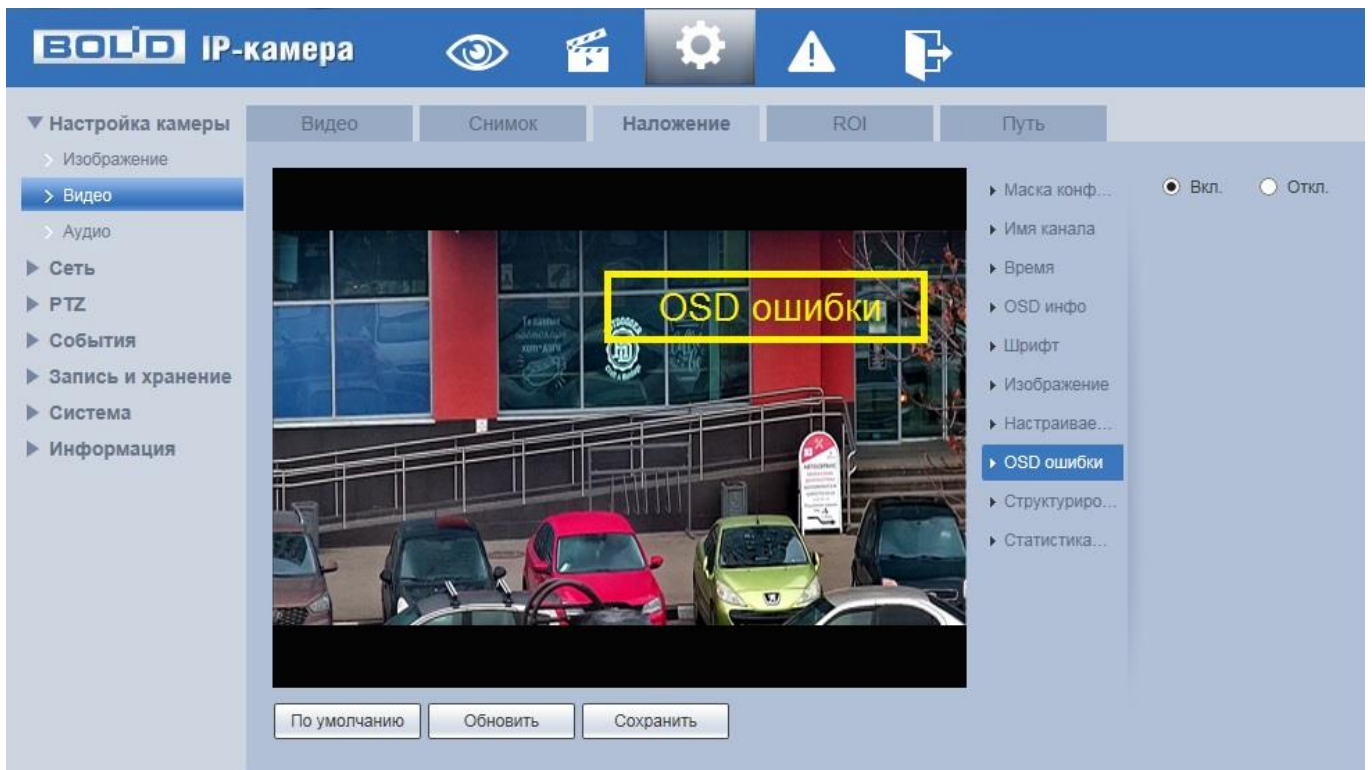 BOLID IP-камера
Настройка камеры
Изображение
Видео
Аудио
Сеть
PTZ
События
Запись и хранение
Система
Информация
Видео Снимок Наложение ROI Путь
OSD ошибки
АВТОСЕРВИС
Маска конф...
Имя канала
Время
OSD инфо
Шрифт
Изображение
Настраивае...
OSD ошибки
Структуриро...
Статистика...
Вкл. Откл.
По умолчанию Обновить Сохранить